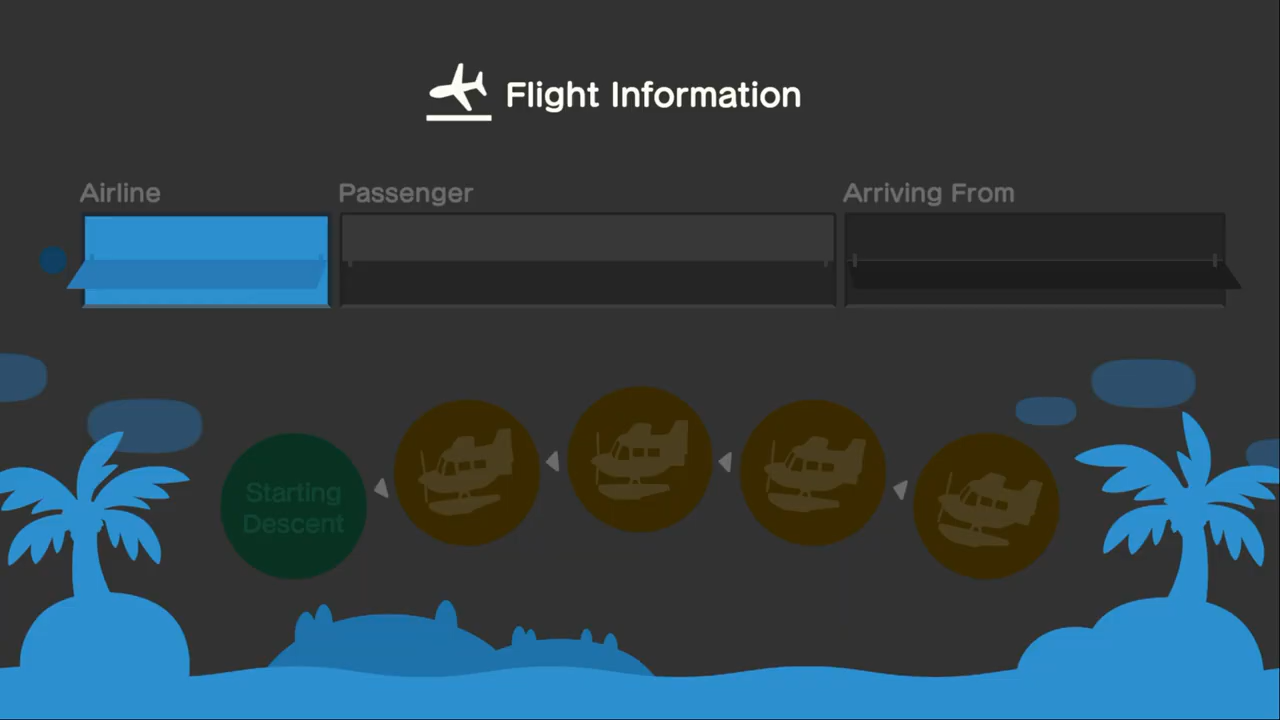 Flight Information
Airline
Passenger
Arriving From
Starting
Descent